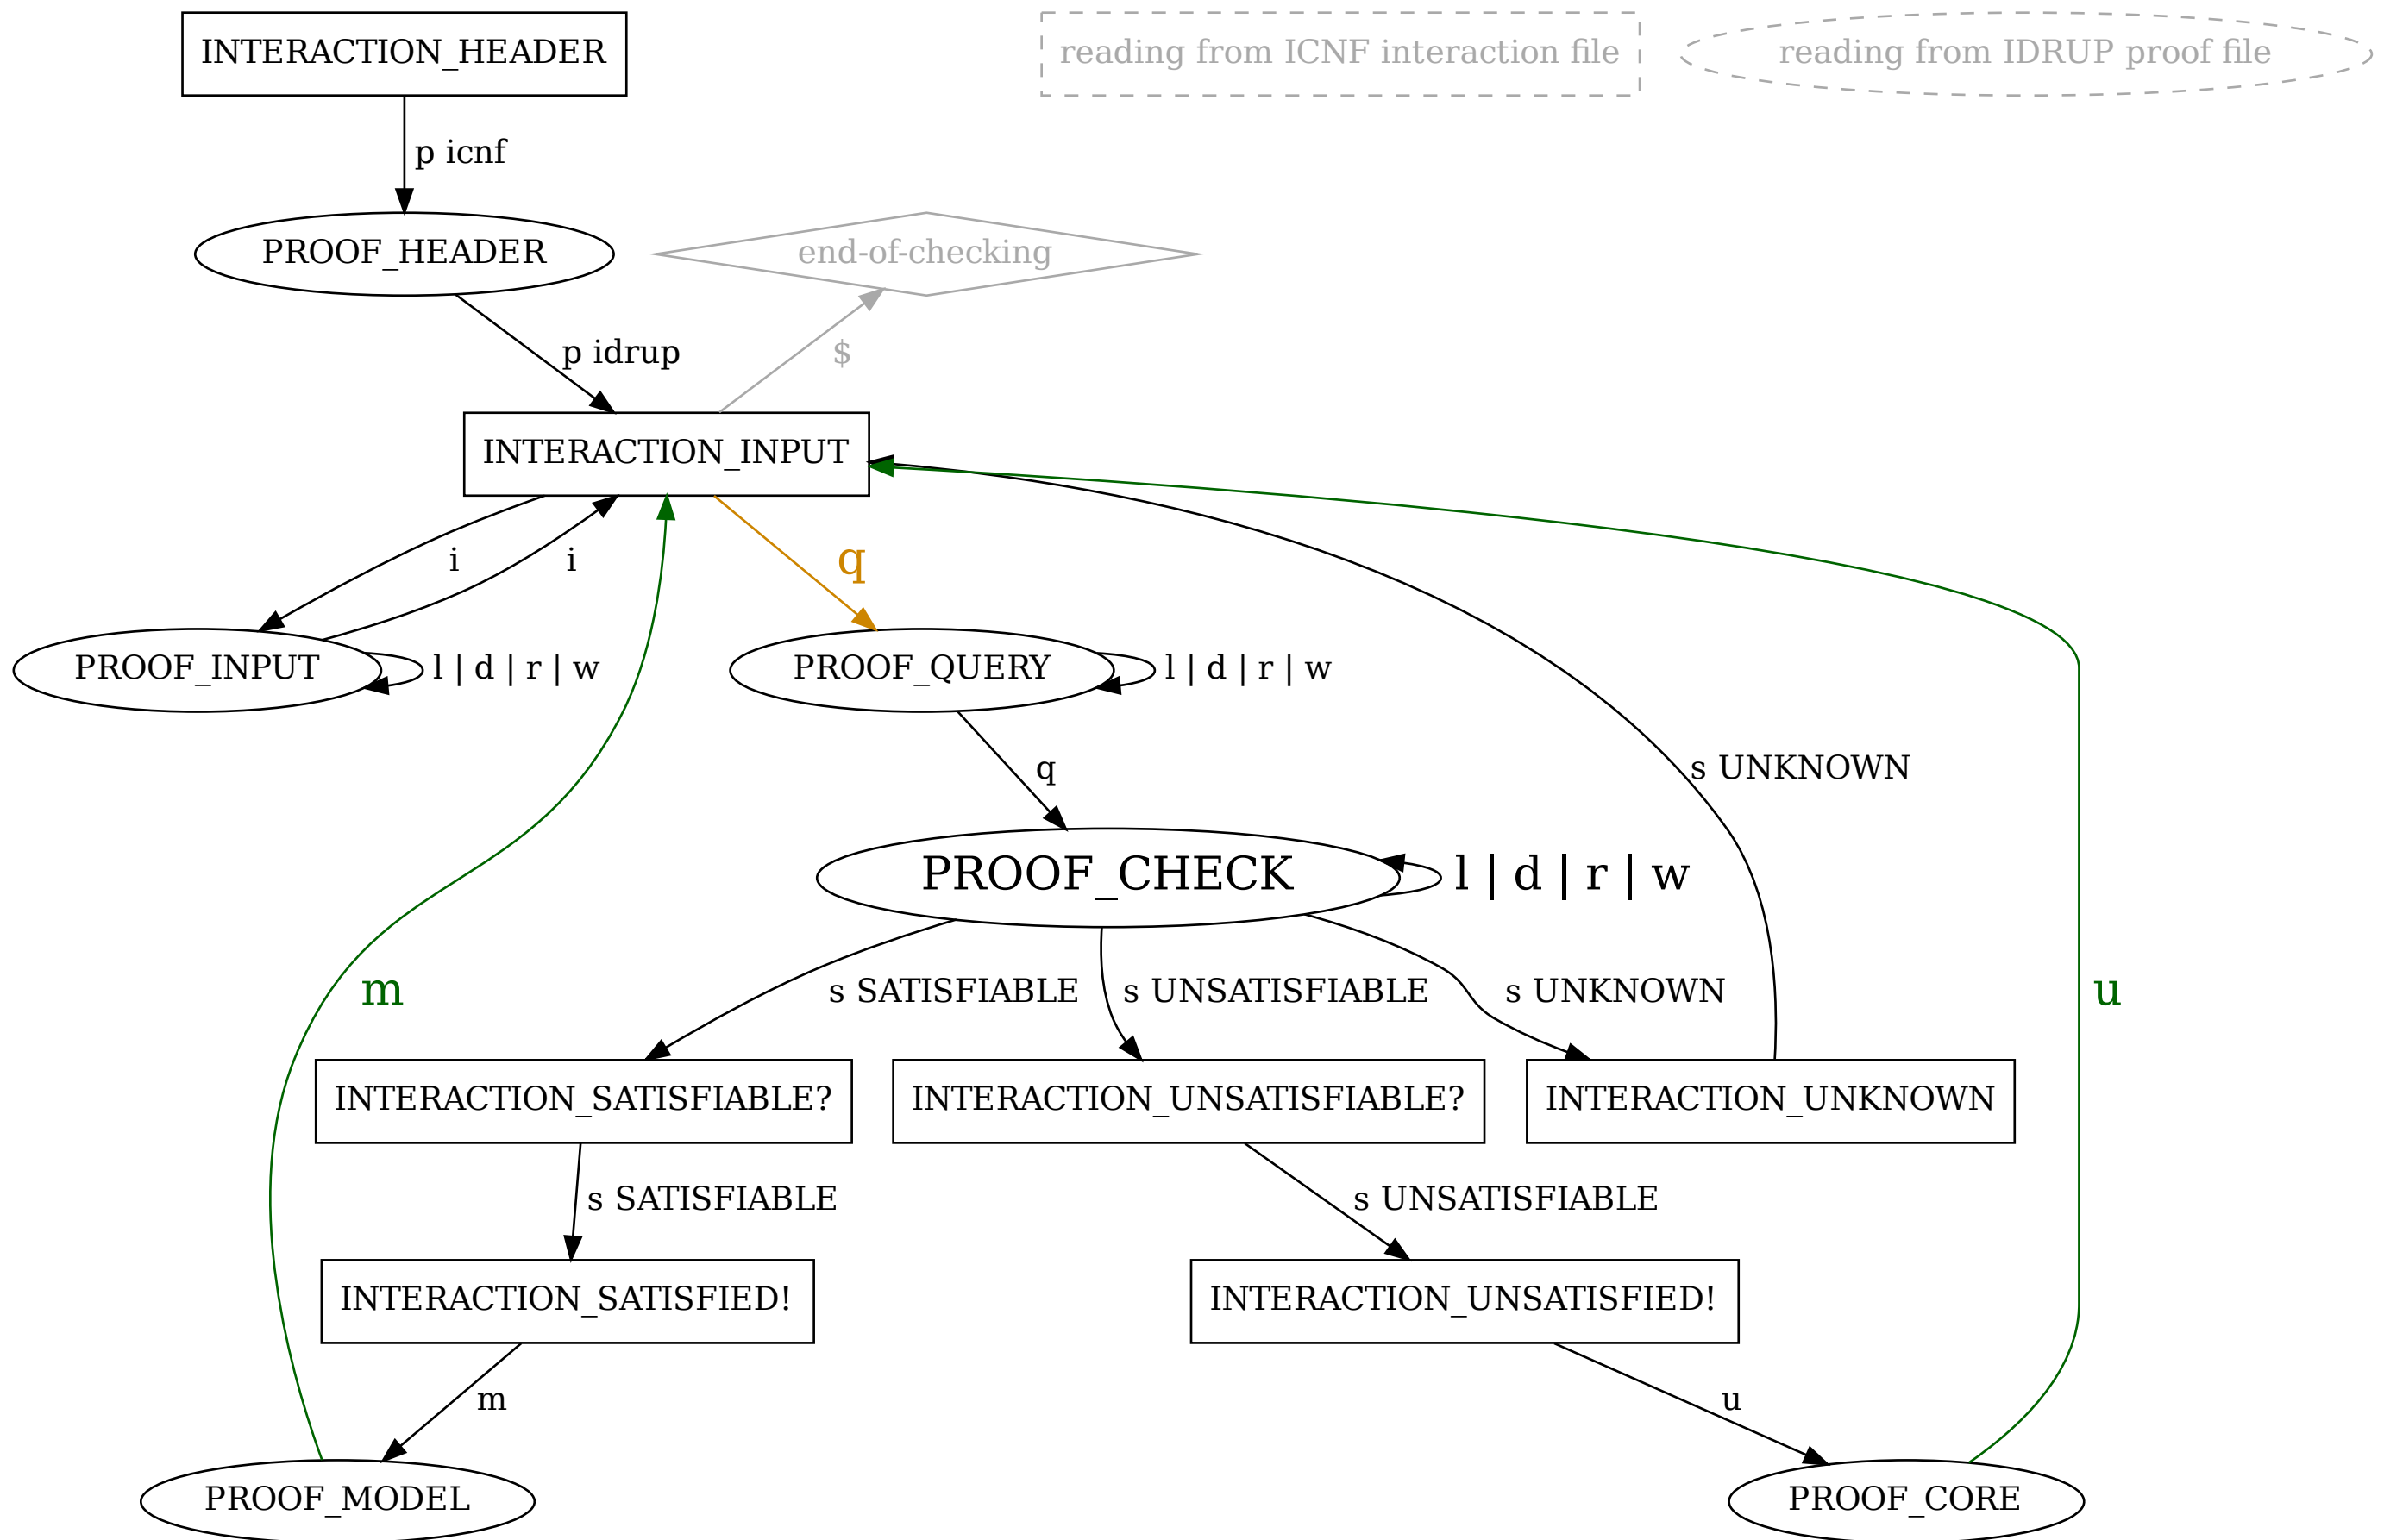 INTERACTION_HEADER
reading from ICNF interaction file
reading from IDRUP proof file
p icnf
PROOF_HEADER
end-of-checking
p idrup
$
INTERACTION_INPUT
i
i
q
PROOF_INPUT
l | d | r | w
PROOF_QUERY
l | d | r | w
q
s UNKNOWN
PROOF_CHECK
l | d | r | w
m
s SATISFIABLE
s UNSATISFIABLE
s UNKNOWN
u
INTERACTION_SATISFIABLE?
INTERACTION_UNSATISFIABLE?
INTERACTION_UNKNOWN
s SATISFIABLE
s UNSATISFIABLE
INTERACTION_SATISFIED!
INTERACTION_UNSATISFIED!
m
u
PROOF_MODEL
PROOF_CORE